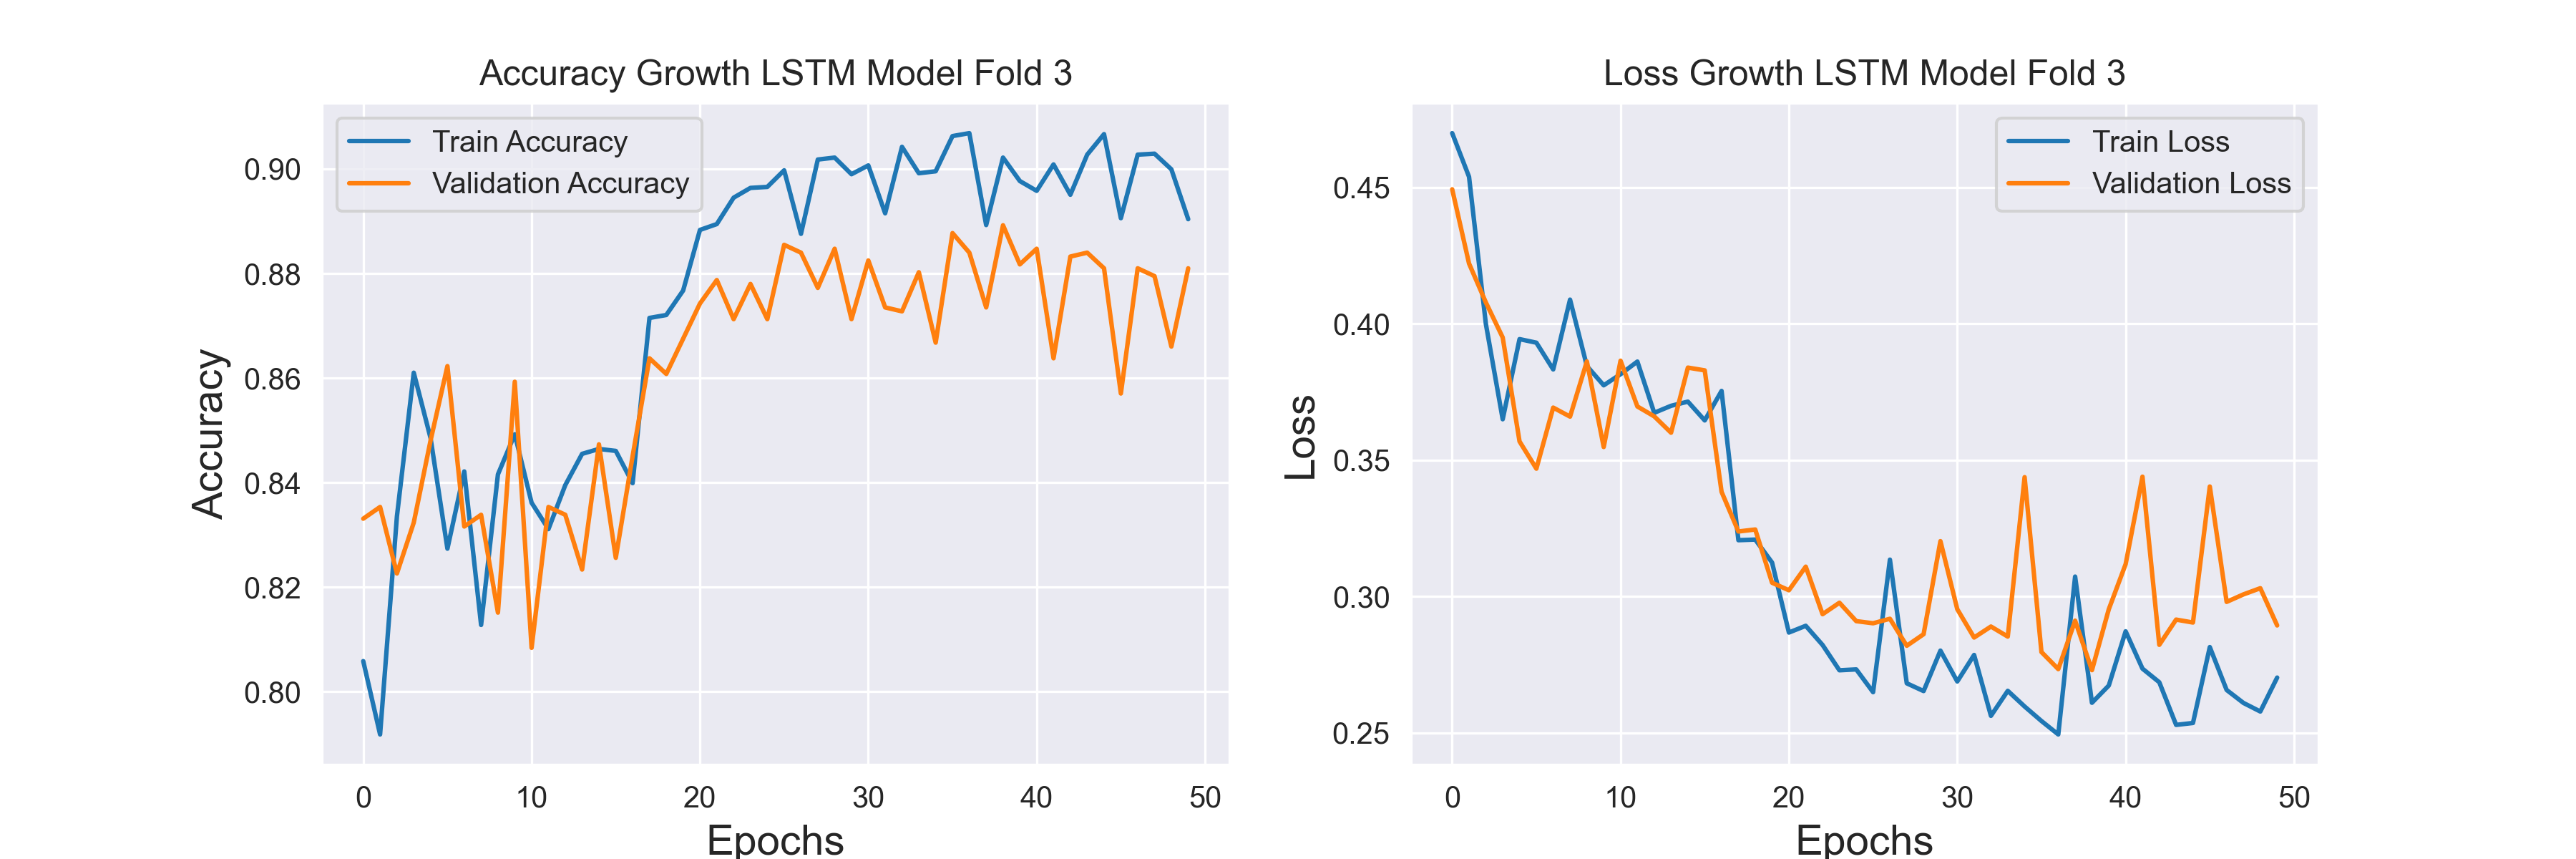 Accuracy Growth LSTM Model Fold 3
Train Accuracy
Validation Accuracy
0.90
0.88
0.86
0.84
0.82
0.80
Accuracy
0 10 20 30 40 50
Epochs
Loss Growth LSTM Model Fold 3
Train Loss
Validation Loss
0.45
0.40
0.35
0.30
0.25
Loss
0 10 20 30 40 50
Epochs